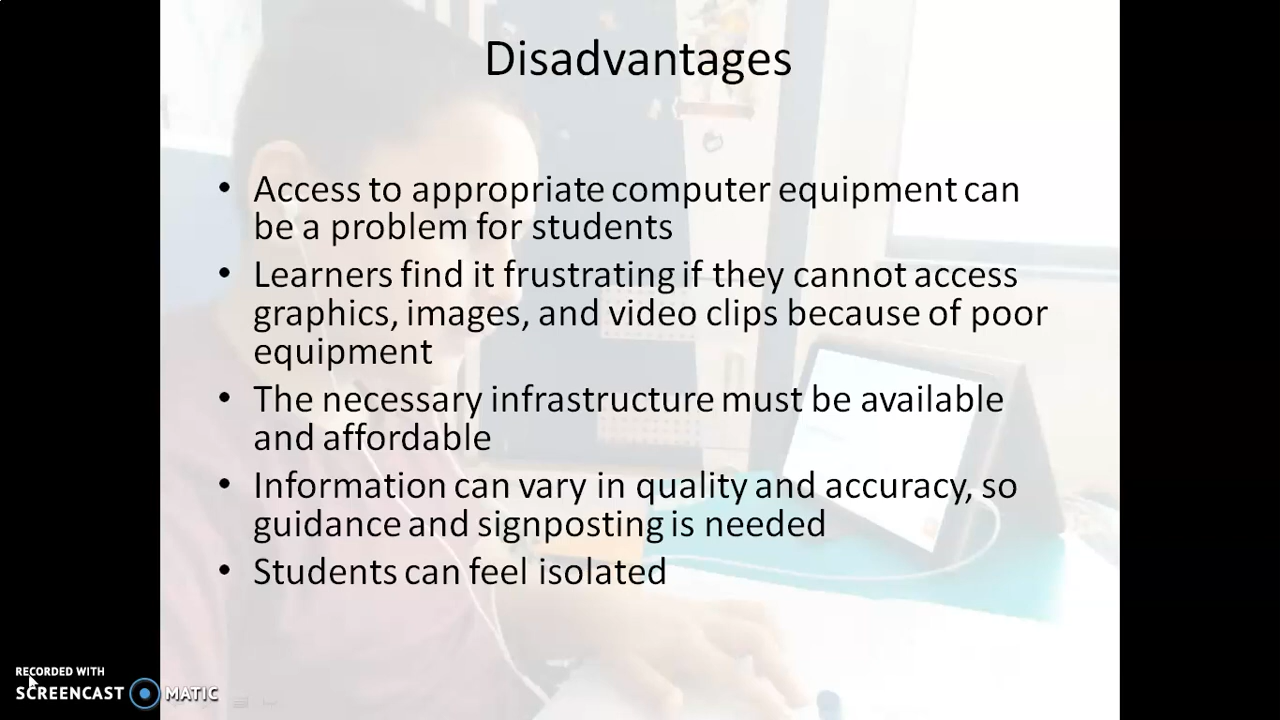 Disadvantages
• Access to appropriate computer equipment can
be a problem for students
• Learners find it frustrating if they cannot access
graphics, images, and video clips because of poor
equipment
• The necessary infrastructure must be available
and affordable
• Information can vary in quality and accuracy, so
guidance and signposting is needed
• Students can feel isolated
RECORDED WITH
SCREENCAST MATIC